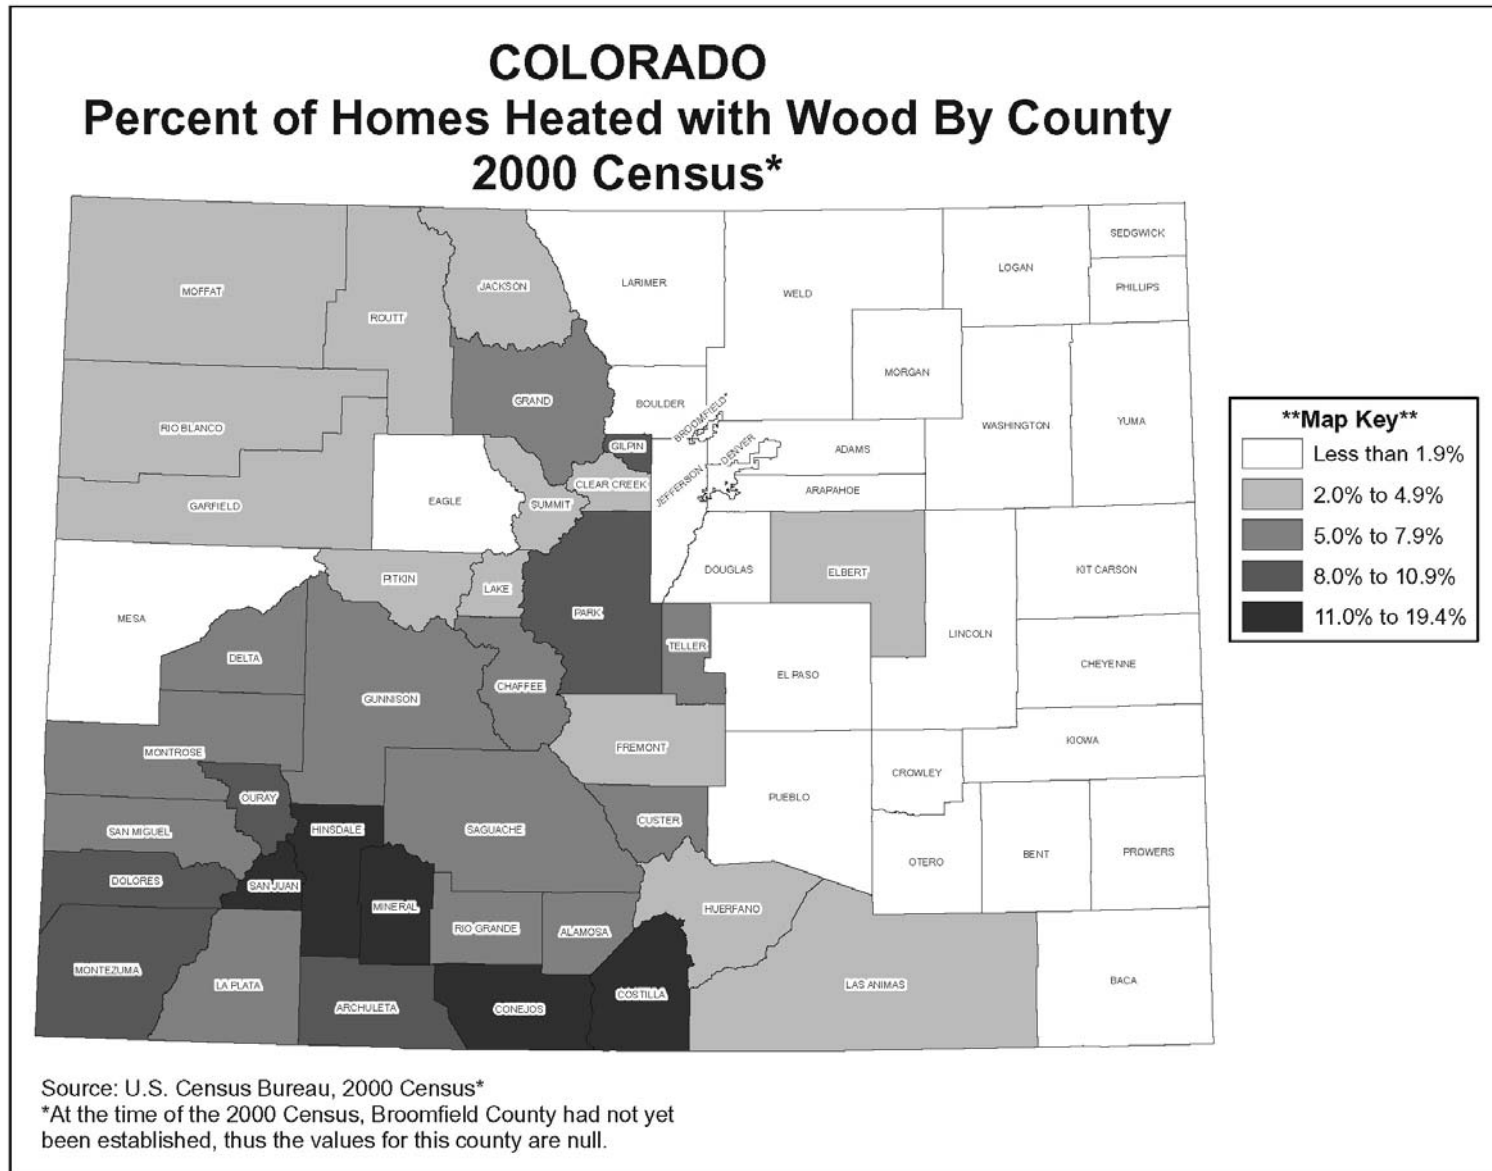 COLORADO
Percent of Homes Heated with Wood By County
2000 Census*
SEDGWICK
LOGAN
LARIMER
JACKSON
PHILLIPS
MOFFAT
WELD
ROUTT
MORGAN
GRAND
BOULDER
BROOMFIELD*
YUMA
WASHINGTON
RIO BLANCO
GILPIN
DENVER
ADAMS
JEFFERSON
CLEAR CREEK
ARAPAHOE
EAGLE
SUMMIT
GARFIELD
KIT CARSON
DOUGLAS
ELBERT
PITKIN
LAKE
PARK
MESA
LINCOLN
TELLER
DELTA
CHEYENNE
EL PASO
CHAFFEE
GUNNISON
KIOWA
FREMONT
MONTROSE
CROWLEY
OURAY
PUEBLO
CUSTER
HINSDALE
SAGUACHE
SAN MIGUEL
PROWERS
BENT
OTERO
DOLORES
SAN JUAN
MINERAL
HUERFANO
RIO GRANDE
ALAMOSA
MONTEZUMA
BACA
LA PLATA
LAS ANIMAS
COSTILLA
ARCHULETA
CONEJOS
**Map Key**
Less than 1.9%
2.0% to 4.9%
5.0% to 7.9%
8.0% to 10.9%
11.0% to 19.4%
Source: U.S. Census Bureau, 2000 Census*
*At the time of the 2000 Census, Broomfield County had not yet
been established, thus the values for this county are null.